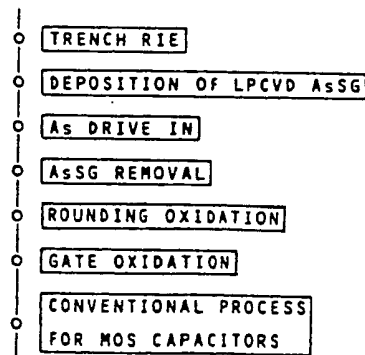 TRENCH RIE
DEPOSITION OF LPCVD AsSG
As DRIVE IN
AsSG REMOVAL
ROUNDING OXIDATION
GATE OXIDATION
CONVENTIONAL PROCESS
FOR MOS CAPACITORS